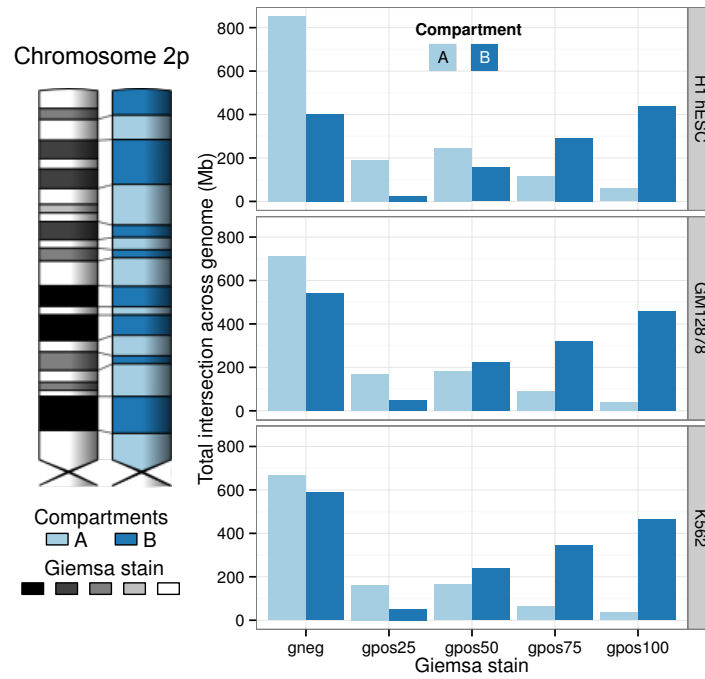 Chromosome 2p
Compartments
A B
Giemsa stain
Total intersection across genome (Mb)
800
600
400
200
0
Compartment
A B
H1 hESC
800
600
400
200
0
GM12878
800
600
400
200
0
K562
gneg gpos25 gpos50 gpos75 gpos100
Giemsa stain